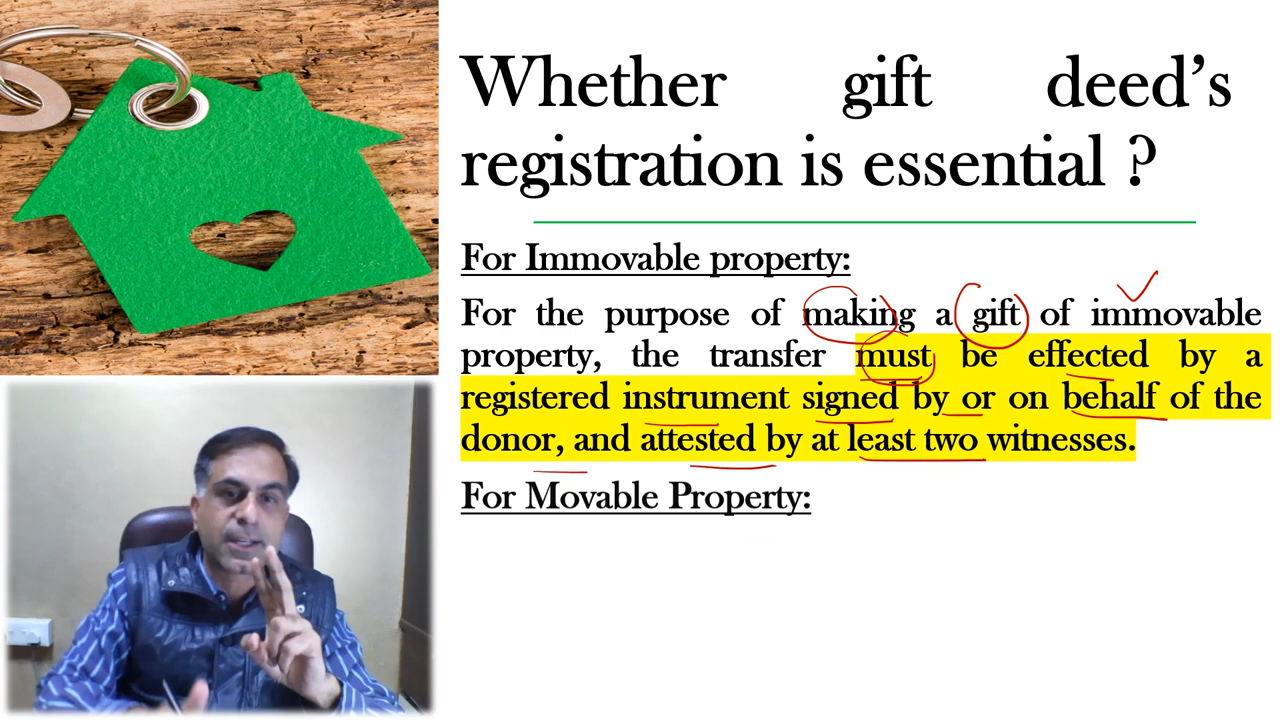 Whether gift deed’s
registration is essential ?
For Immovable property:
For the purpose of making a gift of immovable
property, the transfer must be effected by a
registered instrument signed by or on behalf of the
donor, and attested by at least two witnesses.
For Movable Property: